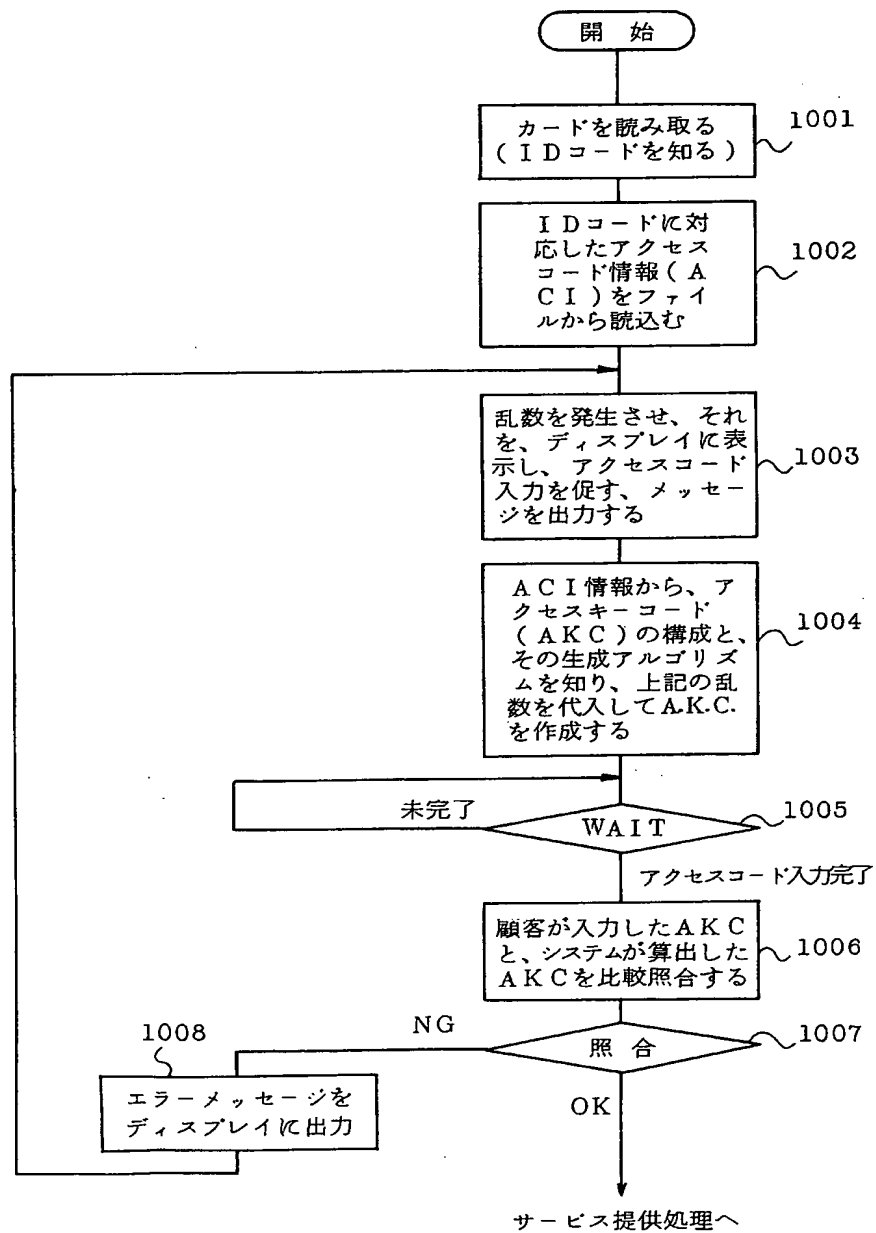 開 始
カードを読み取る
(IDコードを知る)
1001
IDコードに対
応したアクセス
コード情報(A
CI)をファイ
ルから読込む
1002
乱数を発生させ、それ
を、ディスプレイに表
示し、アクセスコード
入力を促す、メッセー
ジを出力する
1003
ACI情報から、ア
クセスキーコード
(AKC)の構成と、
その生成アルゴリズ
ムを知り、上記の乱
数を代入してA.K.C.
を作成する
1004
未完了
WAIT
1005
アクセスコード入力完了
顧客が入力したAKC
と、システムが算出した
AKCを比較照合する
1006
NG
照 合
1007
1008
エラーメッセージを
ディスプレイに出力
OK
サービス提供処理へ